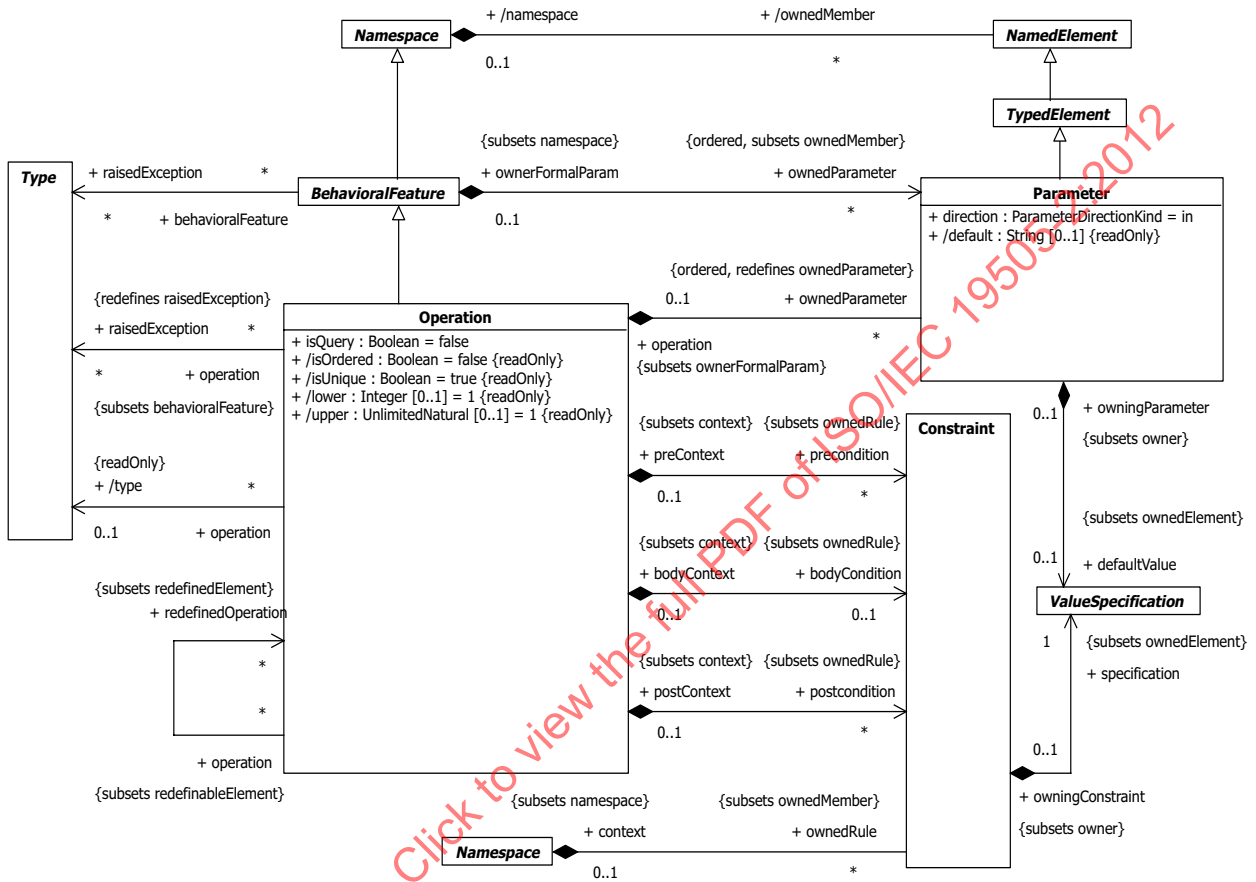 + /namespace
+ /ownedMember
Namespace
NamedElement
0..1
*
TypedElement
{subsets namespace}
{ordered, subsets ownedMember}
Type
+ raisedException
*
+ ownerFormalParam
+ ownedParameter
BehavioralFeature
Parameter
*
+ behavioralFeature
0..1
*
+ direction : ParameterDirectionKind = in
+ /default : String [0..1] {readOnly}
{ordered, redefines ownedParameter}
{redefines raisedException}
0..1
+ ownedParameter
Operation
+ raisedException
*
+ isQuery : Boolean = false
+ /isOrdered : Boolean = false {readOnly}
+ /isUnique : Boolean = true {readOnly}
+ /lower : Integer [0..1] = 1 {readOnly}
+ /upper : UnlimitedNatural [0..1] = 1 {readOnly}
+ operation
*
{subsets ownerFormalParam}
*
+ operation
{subsets behavioralFeature}
0..1
+ owningParameter
{subsets owner}
{subsets context}
{subsets ownedRule}
Constraint
+ preContext
+ precondition
0..1
*
{readOnly}
+ /type
*
0..1
+ operation
{subsets ownedElement}
0..1
+ defaultValue
{subsets context}
{subsets ownedRule}
+ bodyContext
+ bodyCondition
0..1
0..1
ValueSpecification
{subsets redefinedElement}
+ redefinedOperation
*
*
+ operation
{subsets redefinableElement}
1
{subsets ownedElement}
+ specification
{subsets context}
{subsets ownedRule}
+ postContext
+ postcondition
0..1
*
0..1
+ owningConstraint
{subsets owner}
{subsets namespace}
{subsets ownedMember}
+ context
+ ownedRule
Namespace
0..1
*
Click to view the full PDF of ISO/IEC 19505-2:2012